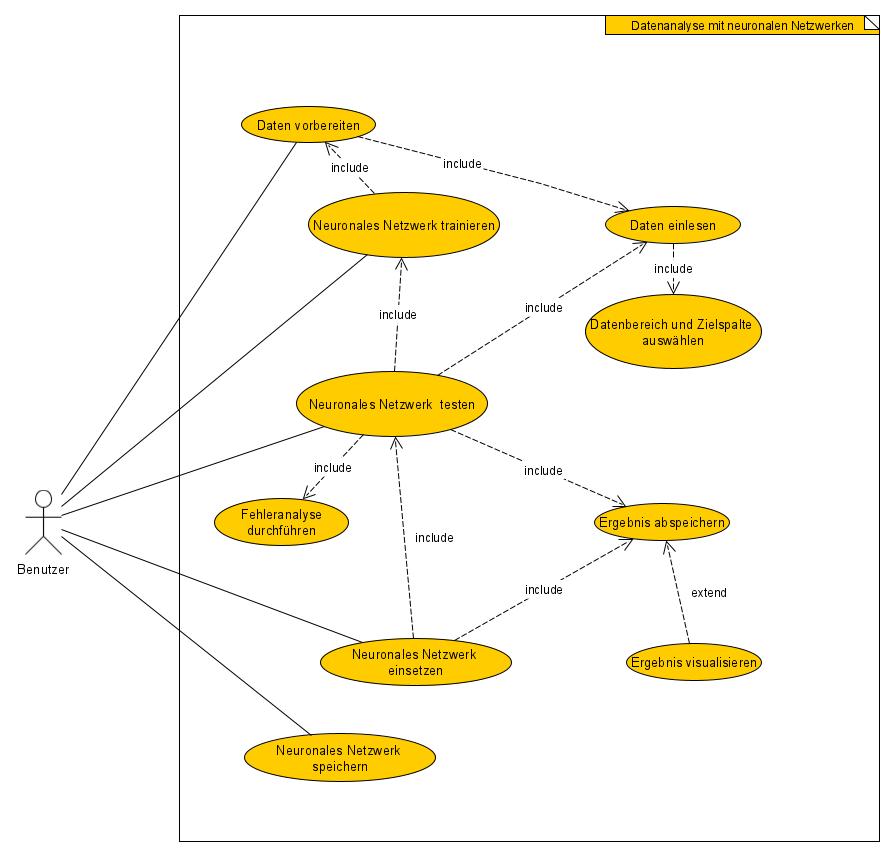 Datenanalyse mit neuronalen Netzwerken
Daten vorbereiten
include
include
Neuronales Netzwerk trainieren
Daten einlesen
include
include
include
Datenbereich und Zielspalte
auswählen
Neuronales Netzwerk testen
include
include
Fehleranalyse
durchführen
Ergebnis abspeichern
include
Benutzer
include
extend
Neuronales Netzwerk
einsetzen
Ergebnis visualisieren
Neuronales Netzwerk
speichern